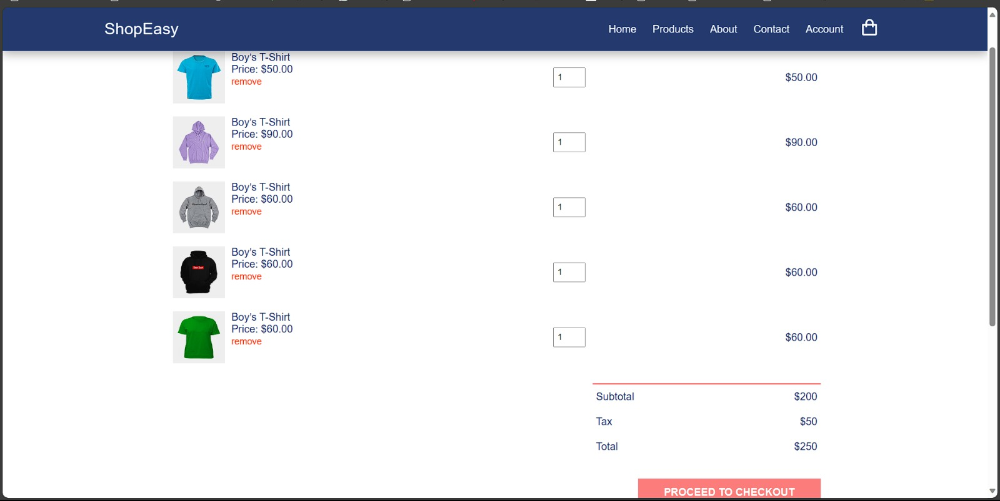 ShopEasy
Home Products About Contact Account
Boy’s T-Shirt
Price: $50.00
remove
1
$50.00
Boy’s T-Shirt
Price: $90.00
remove
1
$90.00
Boy’s T-Shirt
Price: $60.00
remove
1
$60.00
Boy’s T-Shirt
Price: $60.00
remove
1
$60.00
Boy’s T-Shirt
Price: $60.00
remove
1
$60.00
Subtotal $200
Tax $50
Total $250
PROCEED TO CHECKOUT